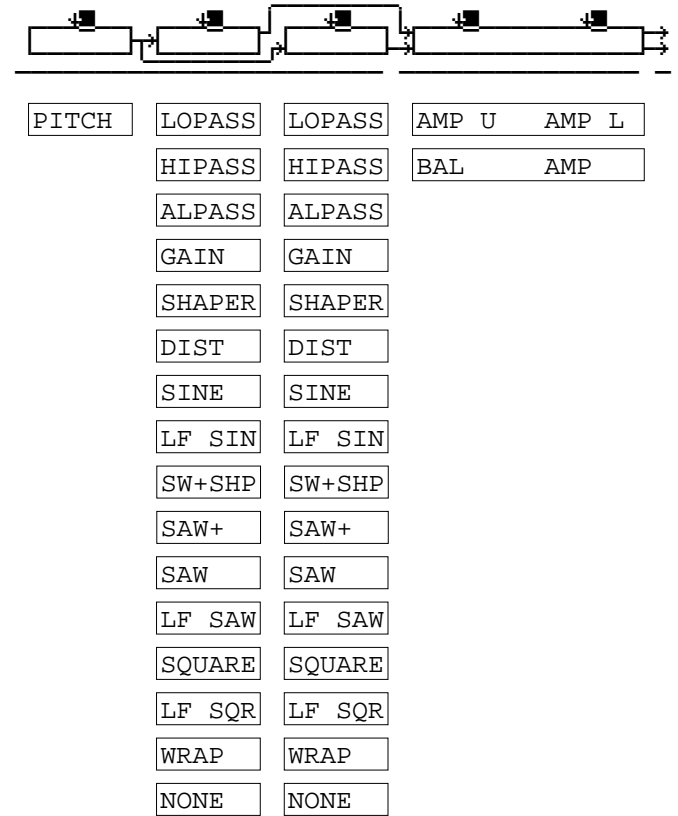 PITCH LOPASS LOPASS AMP U AMP L
HIPASS HIPASS BAL AMP
ALPASS ALPASS
GAIN GAIN
SHAPER SHAPER
DIST DIST
SINE SINE
LF SIN LF SIN
SW+SHP SW+SHP
SAW+ SAW+
SAW SAW
LF SAW LF SAW
SQUARE SQUARE
LF SQR LF SQR
WRAP WRAP
NONE NONE